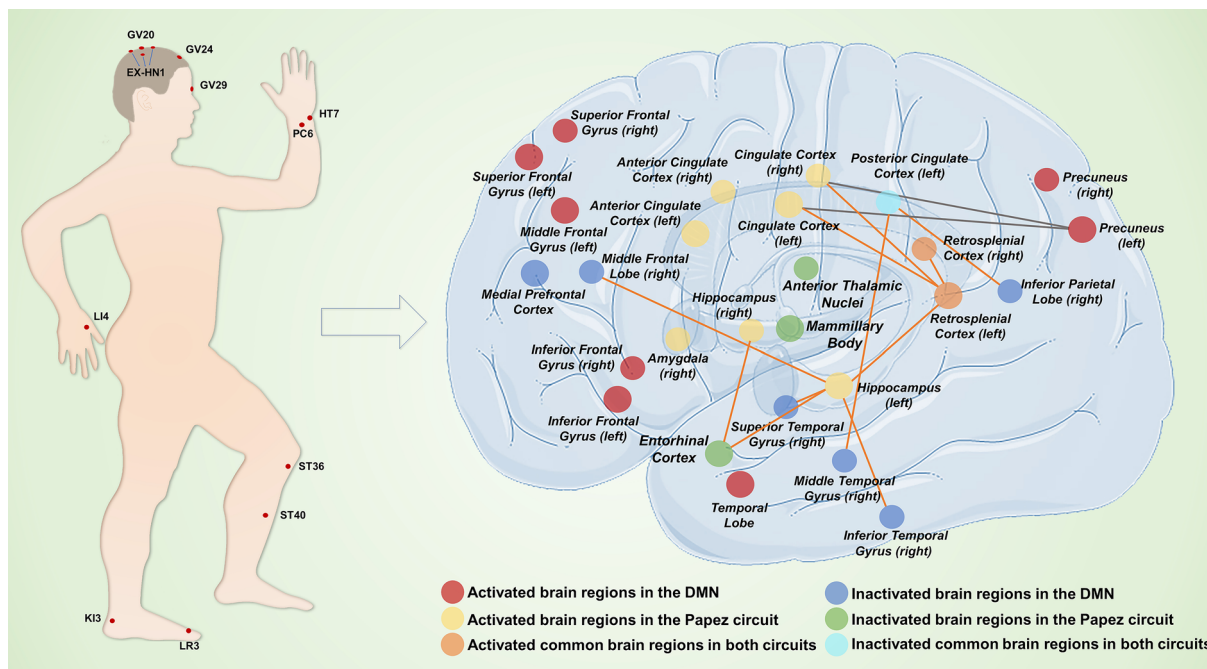 GV20
GV24
EX-HN1
GV29
HT7
PC6
LI4
ST36
ST40
KI3
LR3
Superior Frontal
Gyrus (right)
Superior Frontal
Gyrus (left)
Anterior Cingulate
Cortex (right)
Cingulate Cortex
(right)
Posterior Cingulate
Cortex (left)
Precuneus
(right)
Precuneus
(left)
Anterior Cingulate
Cortex (left)
Middle Frontal
Gyrus (left)
Cingulate Cortex
(left)
Retrosplenial
Cortex (right)
Middle Frontal
Lobe (right)
Medial Prefrontal
Cortex
Anterior Thalamic
Nuclei
Inferior Parietal
Lobe (right)
Hippocampus
(right)
Mammillary
Body
Retrosplenial
Cortex (left)
Inferior Frontal
Gyrus (right)
Amygdala
(right)
Hippocampus
(left)
Inferior Frontal
Gyrus (left)
Superior Temporal
Gyrus (right)
Entorhinal
Cortex
Middle Temporal
Gyrus (right)
Temporal
Lobe
Inferior Temporal
Gyrus (right)
Activated brain regions in the DMN
Activated brain regions in the Papez circuit
Activated common brain regions in both circuits
Inactivated brain regions in the DMN
Inactivated brain regions in the Papez circuit
Inactivated common brain regions in both circuits